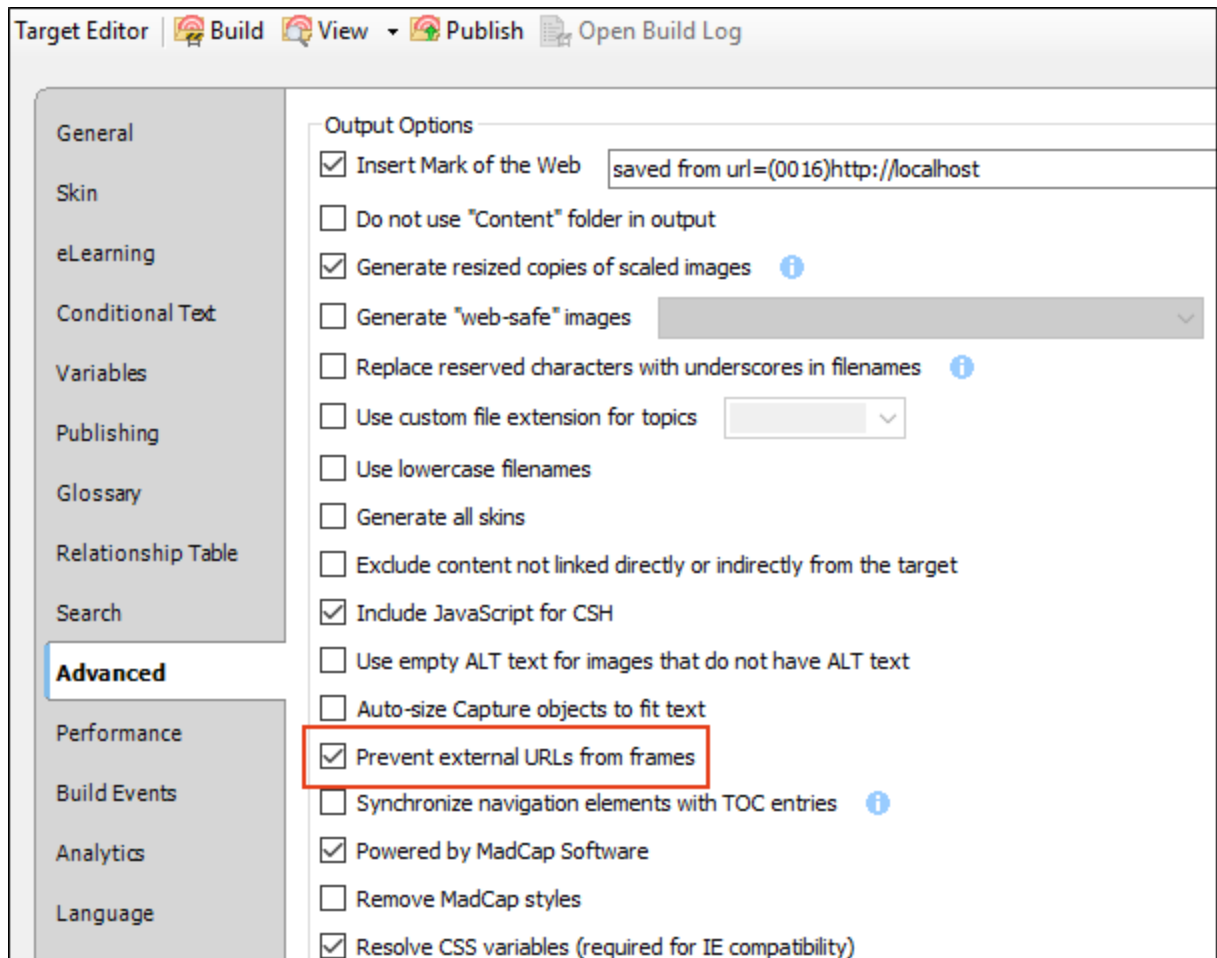 Target Editor Build View Publish Open Build Log
General
Skin
eLearning
Conditional Text
Variables
Publishing
Glossary
Relationship Table
Search
Advanced
Performance
Build Events
Analytics
Language
Output Options
Insert Mark of the Web saved from url=(0016)http://localhost
Do not use "Content" folder in output
Generate resized copies of scaled images
Generate "web-safe" images
Replace reserved characters with underscores in filenames
Use custom file extension for topics
Use lowercase filenames
Generate all skins
Exclude content not linked directly or indirectly from the target
Include JavaScript for CSH
Use empty ALT text for images that do not have ALT text
Auto-size Capture objects to fit text
Prevent external URLs from frames
Synchronize navigation elements with TOC entries
Powered by MadCap Software
Remove MadCap styles
Resolve CSS variables (required for IE compatibility)